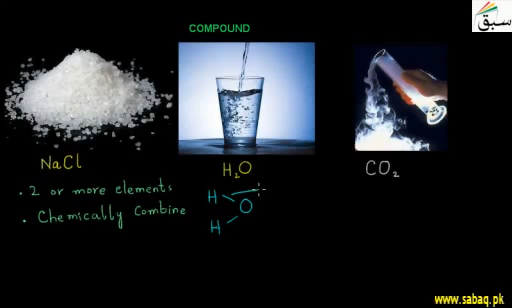 COMPOUND
سبق
NaCl
H₂O
CO₂
. 2 or more elements
. Chemically Combine
H
O
H
www.sabaq.pk